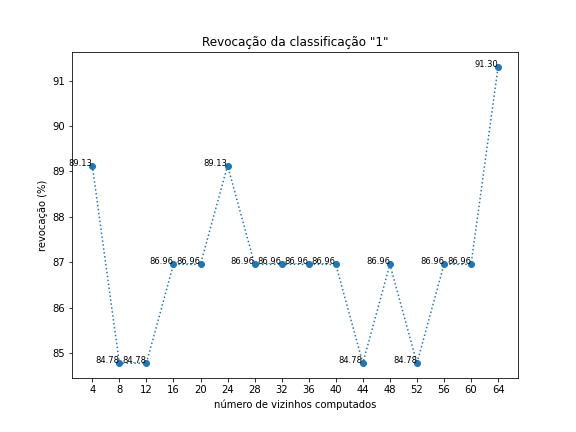 Revocação da classificação "1"
91.30
91
90
89.13 89.13
89
revocação (%)
88
86.96 86.96 86.96 86.96 86.96 86.96 86.96 86.96 86.96
87
86
84.78 84.78 84.78 84.78
85
4 8 12 16 20 24 28 32 36 40 44 48 52 56 60 64
número de vizinhos computados